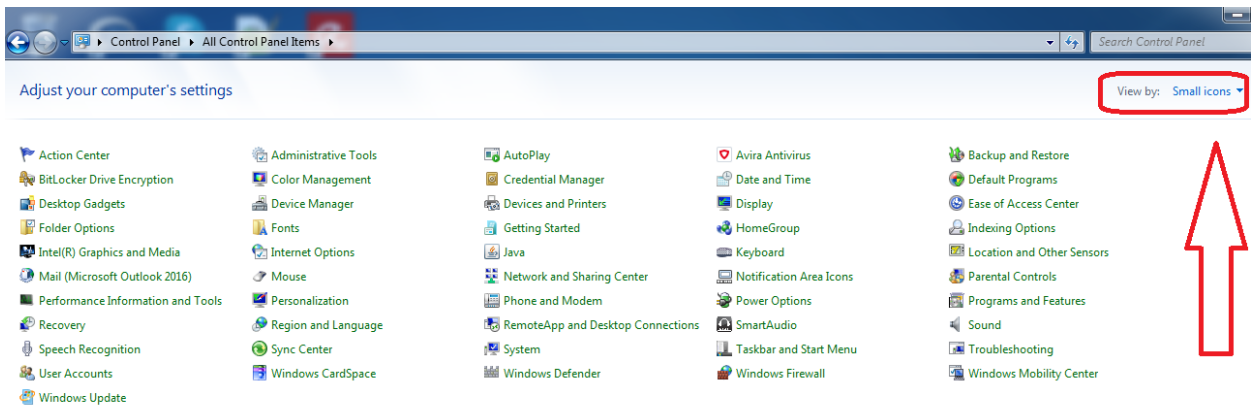 Control Panel All Control Panel Items Search Control Panel
Adjust your computer's settings View by: Small icons
Action Center Administrative Tools AutoPlay Avira Antivirus Backup and Restore
BitLocker Drive Encryption Color Management Credential Manager Date and Time Default Programs
Desktop Gadgets Device Manager Devices and Printers Display Ease of Access Center
Folder Options Fonts Getting Started HomeGroup Indexing Options
Intel(R) Graphics and Media Internet Options Java Keyboard Location and Other Sensors
Mail (Microsoft Outlook 2016) Mouse Network and Sharing Center Notification Area Icons Parental Controls
Performance Information and Tools Personalization Phone and Modem Power Options Programs and Features
Recovery Region and Language RemoteApp and Desktop Connections SmartAudio Sound
Speech Recognition Sync Center System Taskbar and Start Menu Troubleshooting
User Accounts Windows CardSpace Windows Defender Windows Firewall Windows Mobility Center
Windows Update